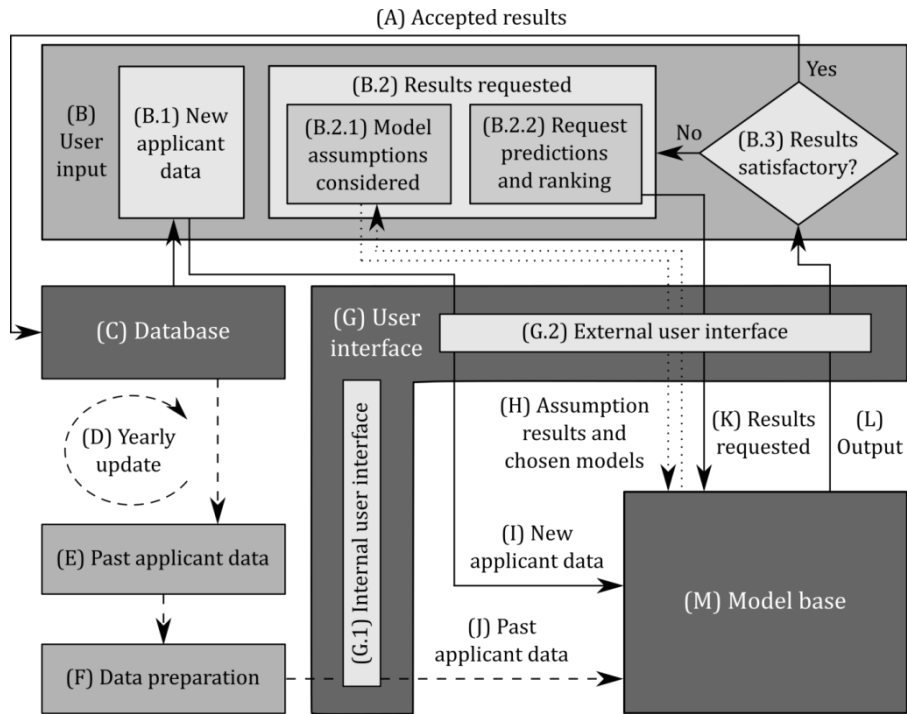 (A) Accepted results
(B)
User
input
(B.1) New
applicant
data
(B.2) Results requested
(B.2.1) Model
assumptions
considered
(B.2.2) Request
predictions
and ranking
No
Yes
(B.3) Results
satisfactory?
(C) Database
(G) User
interface
(G.2) External user interface
(D) Yearly
update
(G.1) Internal user interface
(H) Assumption
results and
chosen models
(K) Results
requested
(L)
Output
(E) Past applicant data
(I) New
applicant data
(M) Model base
(F) Data preparation
(J) Past
applicant data